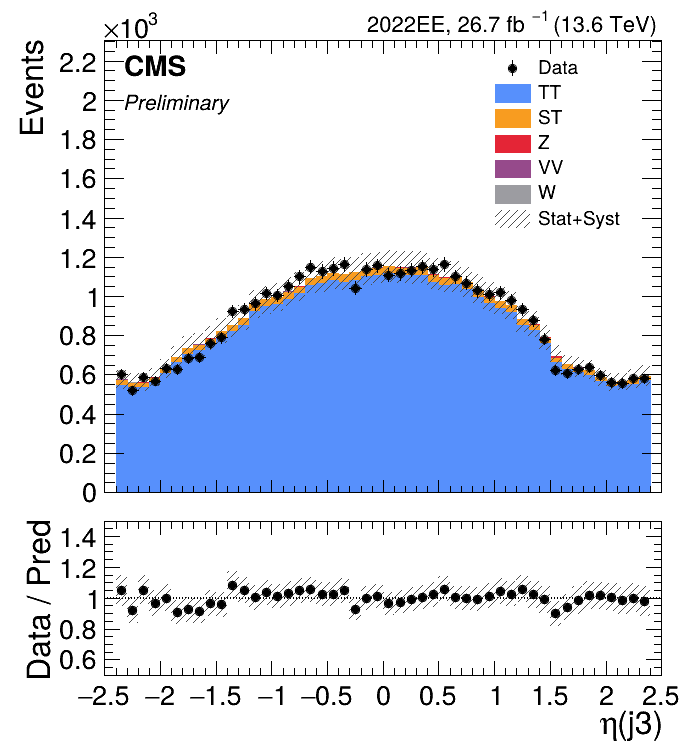 ×10³
2022EE, 26.7 fb ⁻¹ (13.6 TeV)
Events
CMS
Preliminary
Data
TT
ST
Z
VV
W
Stat+Syst
2.2
2
1.8
1.6
1.4
1.2
1
0.8
0.6
0.4
0.2
0
Data / Pred
1.4
1.2
1
0.8
0.6
−2.5 −2 −1.5 −1 −0.5 0 0.5 1 1.5 2 2.5
η(j3)